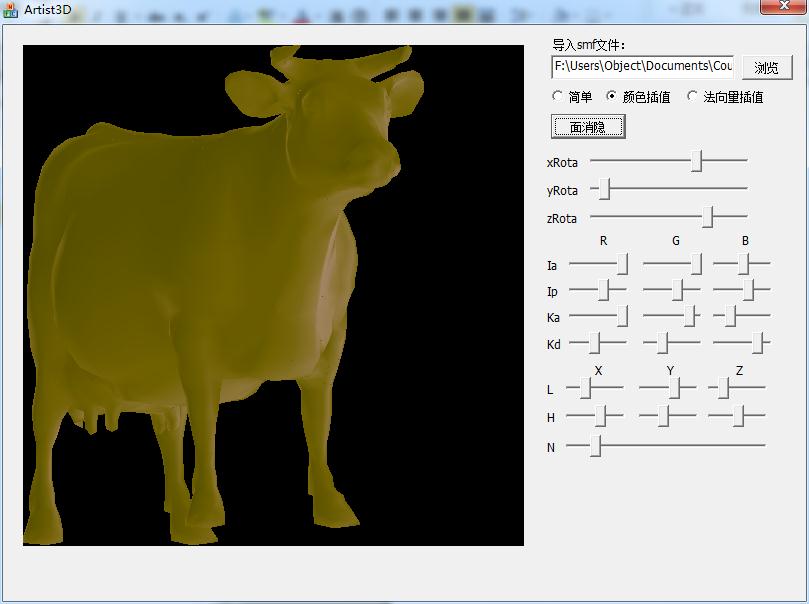 Artist3D
导入smf文件:
F:\Users\Object\Documents\Cou
浏览
简单 颜色插值 法向量插值
面消隐
xRota
yRota
zRota
R G B
Ia
Ip
Ka
Kd
X Y Z
L
H
N